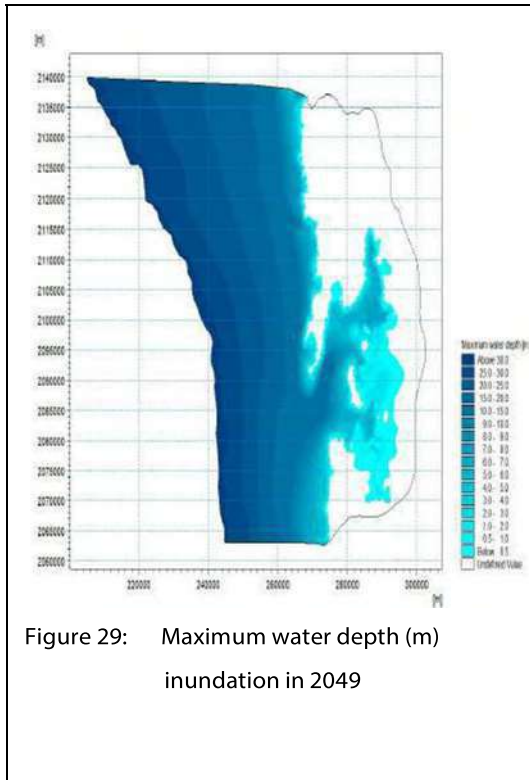 [m]
2140000
2135000
2130000
2125000
2120000
2115000
2110000
2105000
2100000
2095000
2090000
2085000
2080000
2075000
2070000
2065000
2060000
220000 240000 260000 280000 300000
[m]
Maximum water depth [m
Above 30.0
25.0 - 30.0
20.0 - 25.0
15.0 - 20.0
10.0 - 15.0
9.0 - 10.0
8.0 - 9.0
7.0 - 8.0
6.0 - 7.0
5.0 - 6.0
4.0 - 5.0
3.0 - 4.0
2.0 - 3.0
1.0 - 2.0
0.5 - 1.0
Below 0.5
Undefined Value
Figure 29: Maximum water depth (m)
inundation in 2049